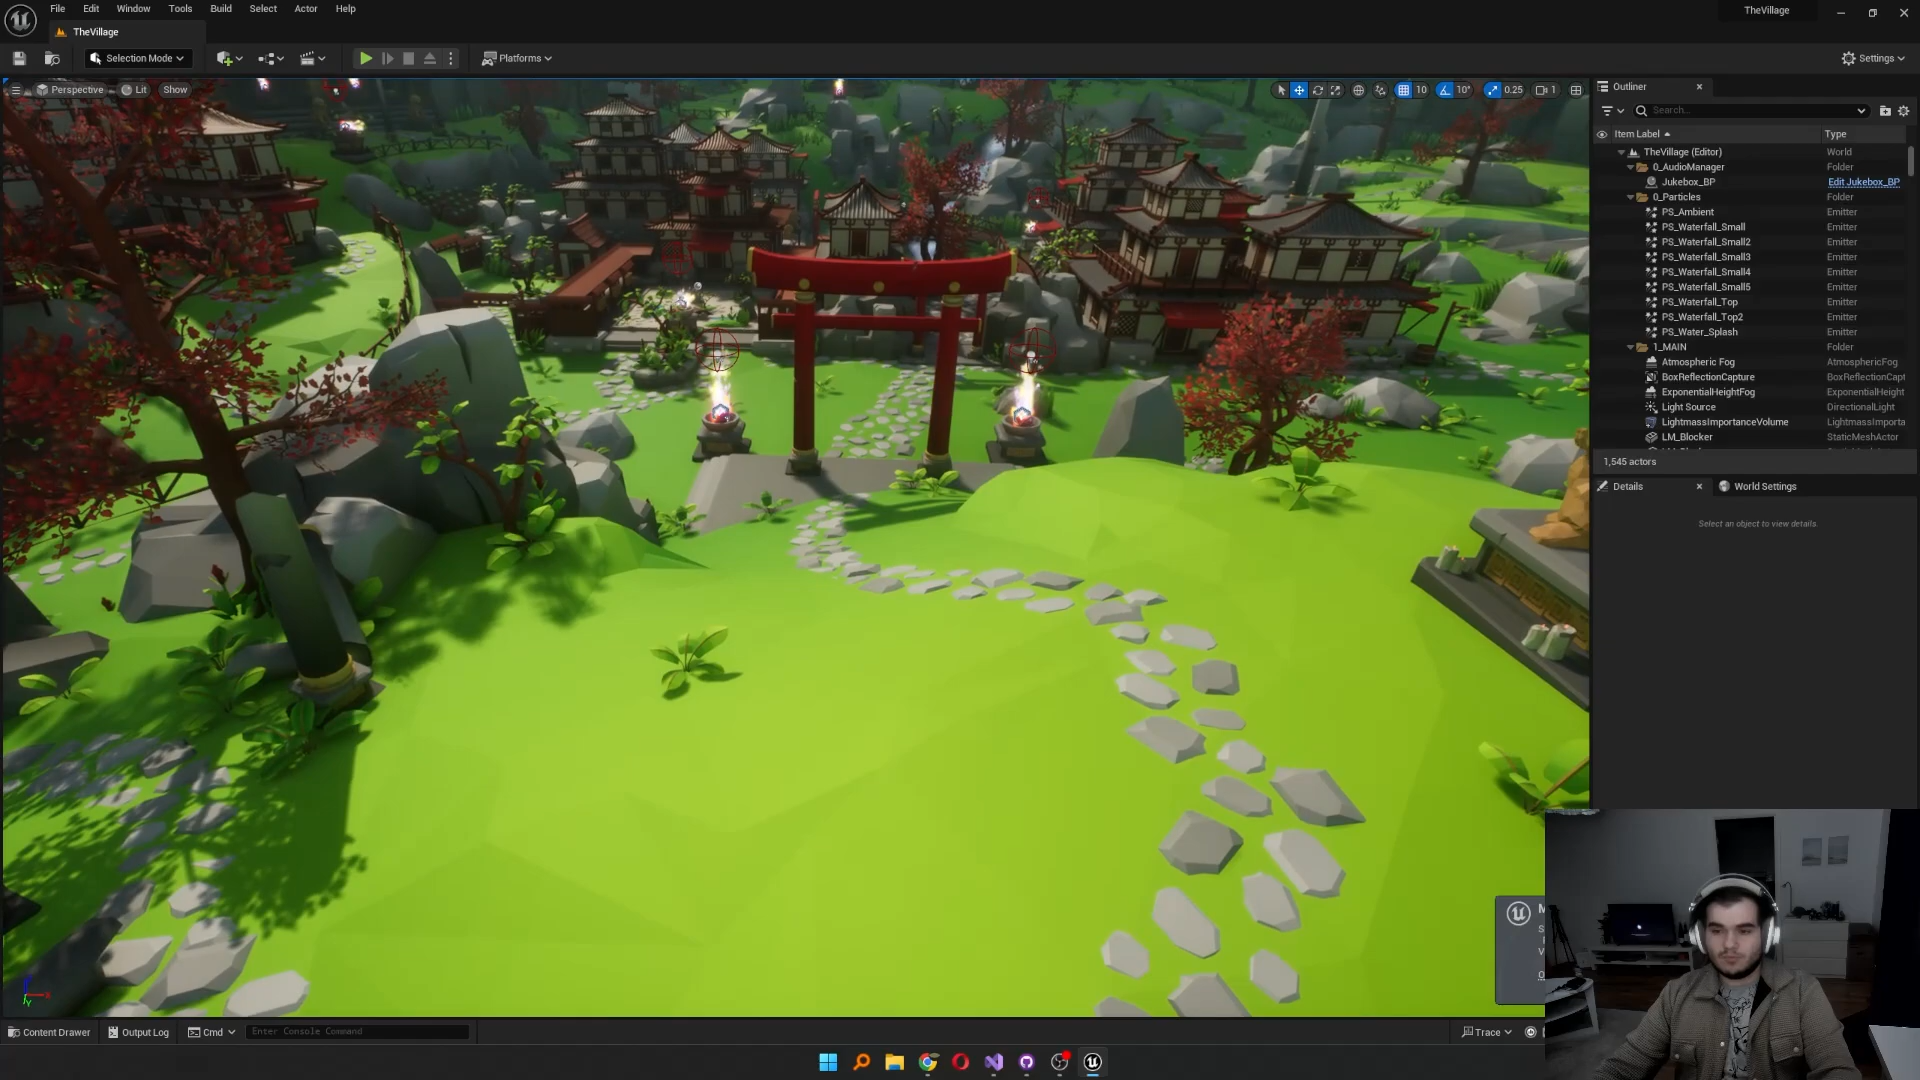 File Edit Window Tools Build Select Actor Help
TheVillage
TheVillage
Selection Mode
Platforms
Settings
Perspective Lit Show
10 10° 0.25 1
Outliner
Search...
Item Label Type
TheVillage (Editor) World
0_AudioManager Folder
Jukebox_BP Edit Jukebox_BP
0_Particles Folder
PS_Ambient Emitter
PS_Waterfall_Small Emitter
PS_Waterfall_Small2 Emitter
PS_Waterfall_Small3 Emitter
PS_Waterfall_Small4 Emitter
PS_Waterfall_Small5 Emitter
PS_Waterfall_Top Emitter
PS_Waterfall_Top2 Emitter
PS_Water_Splash Emitter
1_MAIN Folder
Atmospheric Fog AtmosphericFog
BoxReflectionCapture BoxReflectionCapt
ExponentialHeightFog ExponentialHeight
Light Source DirectionalLight
LightmassImportanceVolume LightmassImporta
LM_Blocker StaticMeshActor
1,545 actors
Details World Settings
Select an object to view details.
Content Drawer Output Log Cmd Enter Console Command
Trace